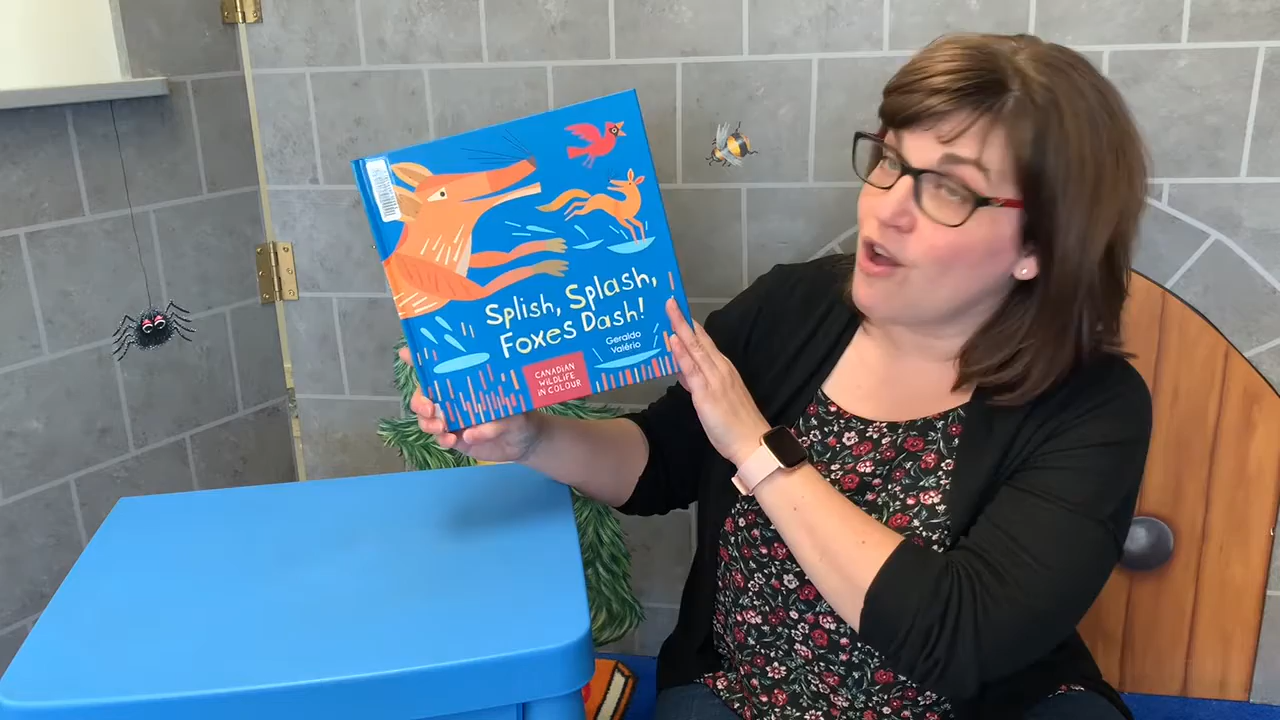 Splish, Splash,
Foxes Dash!
Geraldo
Valério
CANADIAN
WILDLIFE
IN COLOUR